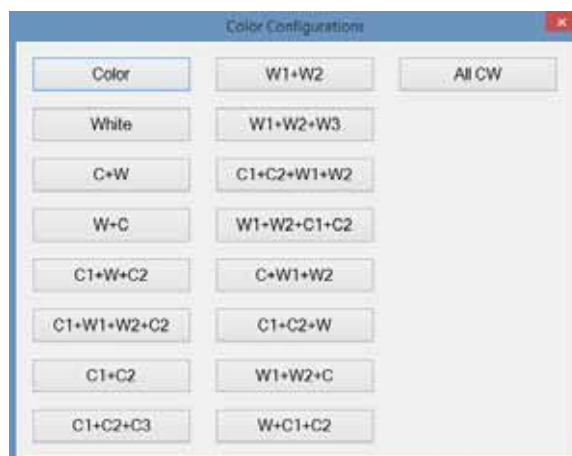 Color Configurations
Color
White
C+W
W+C
C1+W+C2
C1+W1+W2+C2
C1+C2
C1+C2+C3
W1+W2
W1+W2+W3
C1+C2+W1+W2
W1+W2+C1+C2
C+W1+W2
C1+C2+W
W1+W2+C
W+C1+C2
All CW